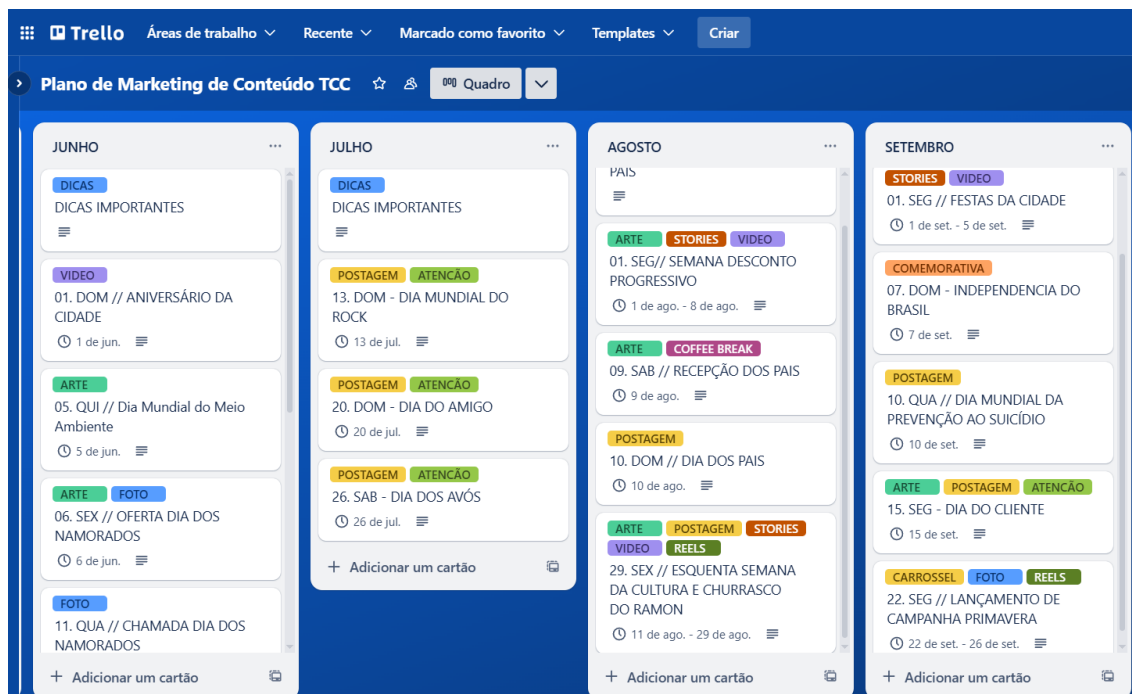 Trello Áreas de trabalho Recente Marcado como favorito Templates Criar
Plano de Marketing de Conteúdo TCC Quadro
JUNHO
DICAS
DICAS IMPORTANTES
VIDEO
01. DOM // ANIVERSÁRIO DA
CIDADE
1 de jun.
ARTE
05. QUI // Dia Mundial do Meio
Ambiente
5 de jun.
ARTE FOTO
06. SEX // OFERTA DIA DOS
NAMORADOS
6 de jun.
FOTO
11. QUA // CHAMADA DIA DOS
NAMORADOS
+ Adicionar um cartão
JULHO
DICAS
DICAS IMPORTANTES
POSTAGEM ATENCÃO
13. DOM - DIA MUNDIAL DO
ROCK
13 de jul.
POSTAGEM ATENCÃO
20. DOM - DIA DO AMIGO
20 de jul.
POSTAGEM ATENCÃO
26. SAB - DIA DOS AVÓS
26 de jul.
+ Adicionar um cartão
AGOSTO
PAIS
ARTE STORIES VIDEO
01. SEG// SEMANA DESCONTO
PROGRESSIVO
1 de ago. - 8 de ago.
ARTE COFFEE BREAK
09. SAB // RECEPÇÃO DOS PAIS
9 de ago.
POSTAGEM
10. DOM // DIA DOS PAIS
10 de ago.
ARTE POSTAGEM STORIES
VIDEO REELS
29. SEX // ESQUENTA SEMANA
DA CULTURA E CHURRASCO
DO RAMON
11 de ago. - 29 de ago.
+ Adicionar um cartão
SETEMBRO
STORIES VIDEO
01. SEG // FESTAS DA CIDADE
1 de set. - 5 de set.
COMEMORATIVA
07. DOM - INDEPENDENCIA DO
BRASIL
7 de set.
POSTAGEM
10. QUA // DIA MUNDIAL DA
PREVENÇÃO AO SUICÍDIO
10 de set.
ARTE POSTAGEM ATENCÃO
15. SEG - DIA DO CLIENTE
15 de set.
CARROSSEL FOTO REELS
22. SEG // LANÇAMENTO DE
CAMPANHA PRIMAVERA
22 de set. - 26 de set.
+ Adicionar um cartão